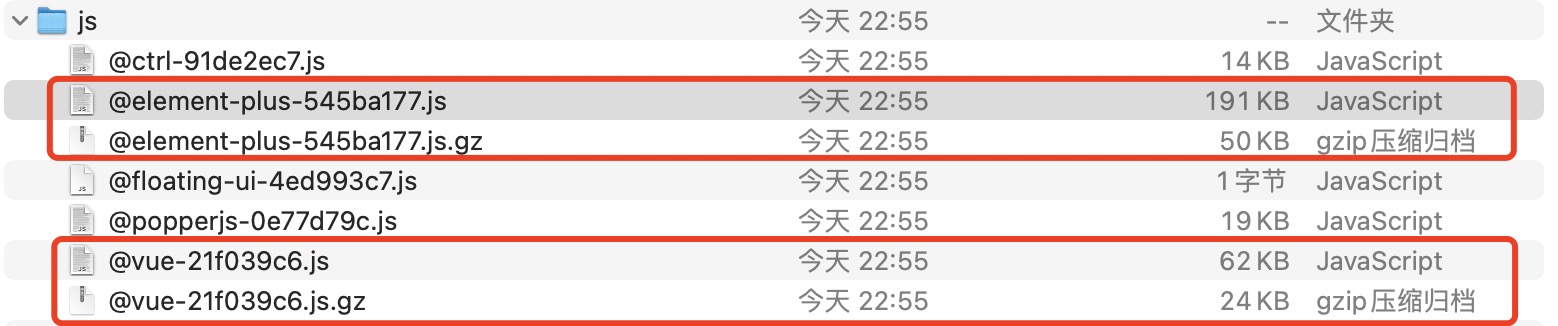 js 今天 22:55 -- 文件夹
@ctrl-91de2ec7.js 今天 22:55 14 KB JavaScript
@element-plus-545ba177.js 今天 22:55 191 KB JavaScript
@element-plus-545ba177.js.gz 今天 22:55 50 KB gzip压缩归档
@floating-ui-4ed993c7.js 今天 22:55 1 字节 JavaScript
@popperjs-0e77d79c.js 今天 22:55 19 KB JavaScript
@vue-21f039c6.js 今天 22:55 62 KB JavaScript
@vue-21f039c6.js.gz 今天 22:55 24 KB gzip压缩归档